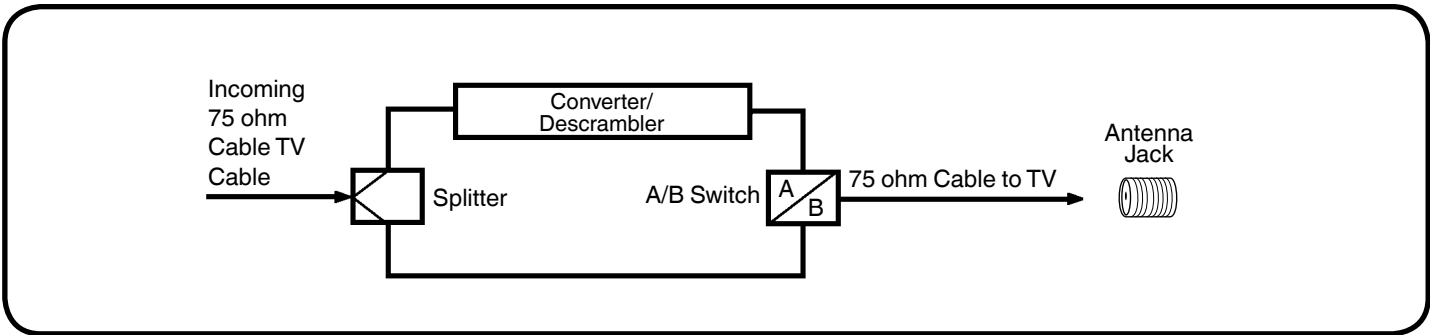 Incoming
75 ohm
Cable TV
Cable
Splitter
Converter/
Descrambler
A/B Switch
A
B
75 ohm Cable to TV
Antenna
Jack